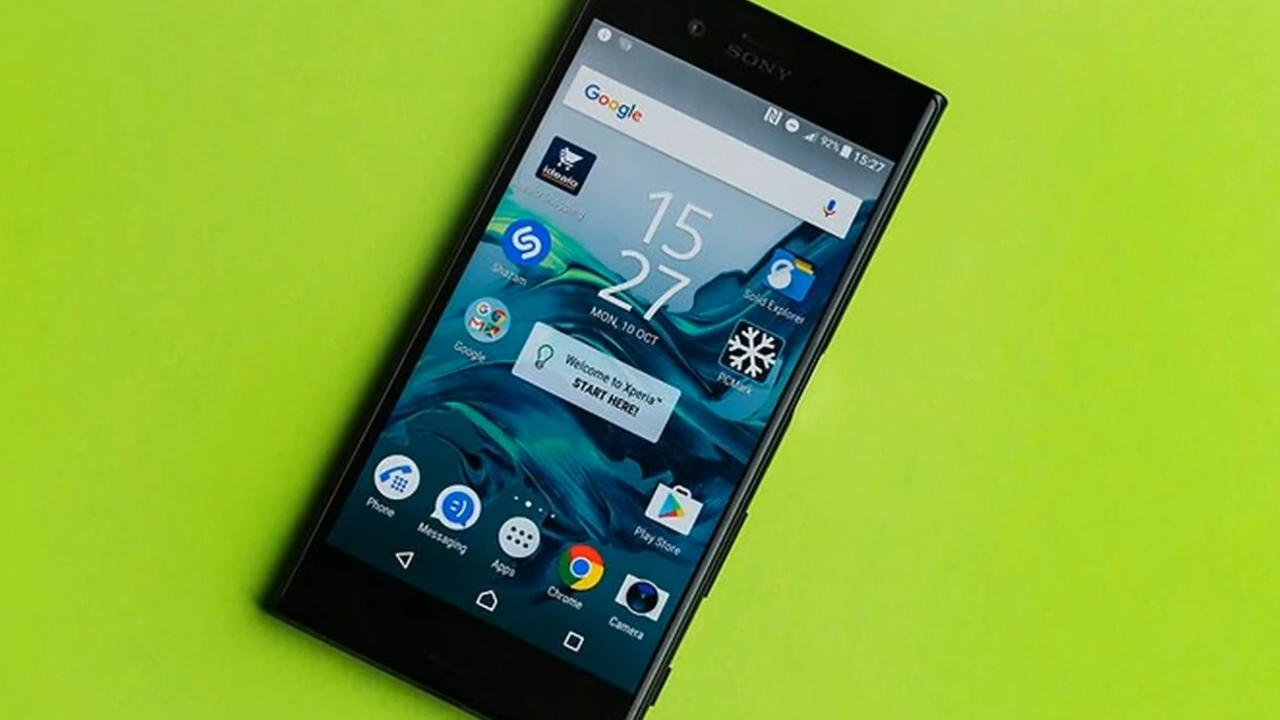 SONY
92% 15:27
Google
idealo
Shopping
15
27
MON, 10 OCT
Shazam
Solid Explorer
Google
PCMark
Welcome to Xperia™
START HERE!
Phone
Messaging
Apps
Chrome
Play Store
Camera